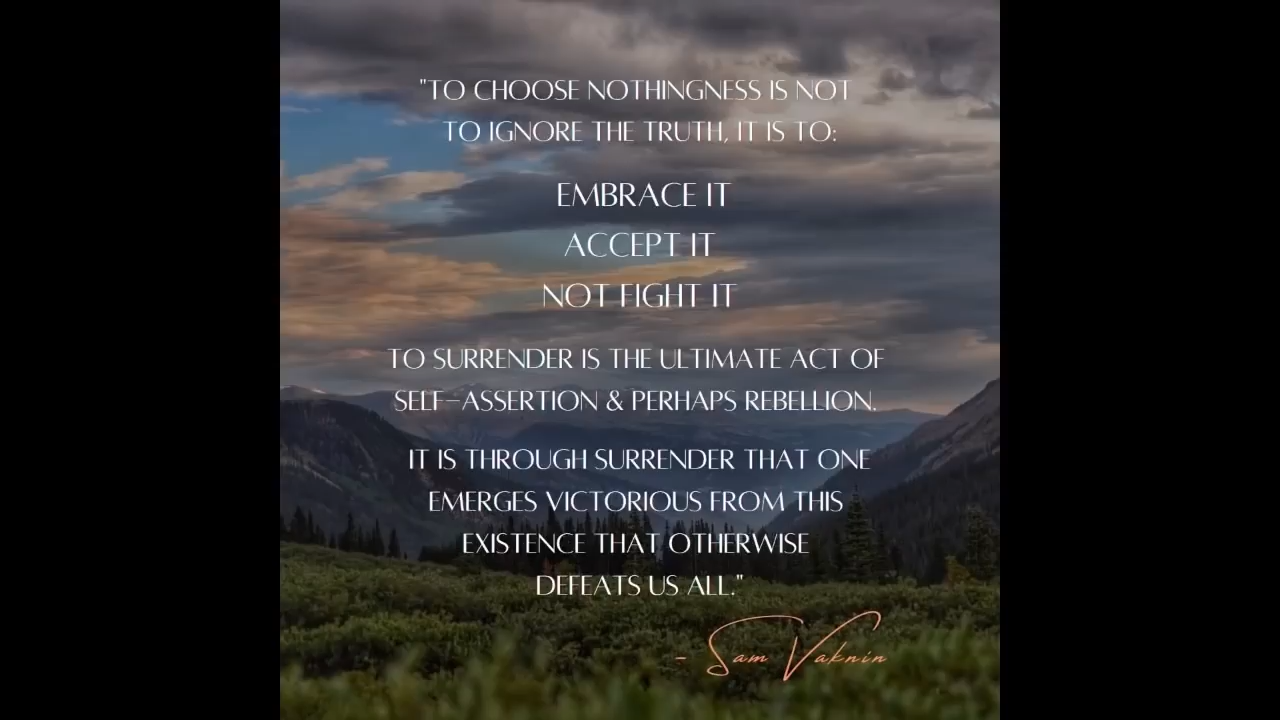 "TO CHOOSE NOTHINGNESS IS NOT
TO IGNORE THE TRUTH, IT IS TO:
EMBRACE IT
ACCEPT IT
NOT FIGHT IT
TO SURRENDER IS THE ULTIMATE ACT OF
SELF-ASSERTION & PERHAPS REBELLION.
IT IS THROUGH SURRENDER THAT ONE
EMERGES VICTORIOUS FROM THIS
EXISTENCE THAT OTHERWISE
DEFEATS US ALL."
- Sam Vaknin